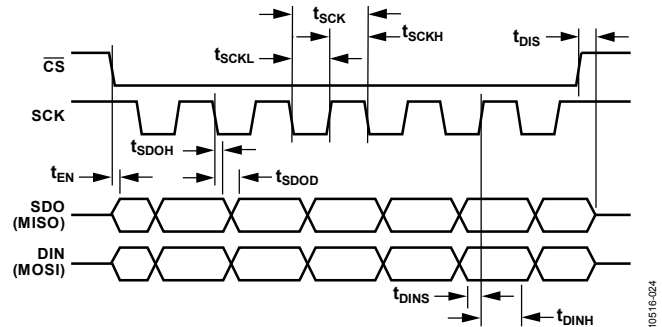 tSCK
tSCKH
tDIS
tSCKL
CS
SCK
tSDOH
tEN
tSDOD
SDO
(MISO)
DIN
(MOSI)
tDINS
tDINH
10516-024